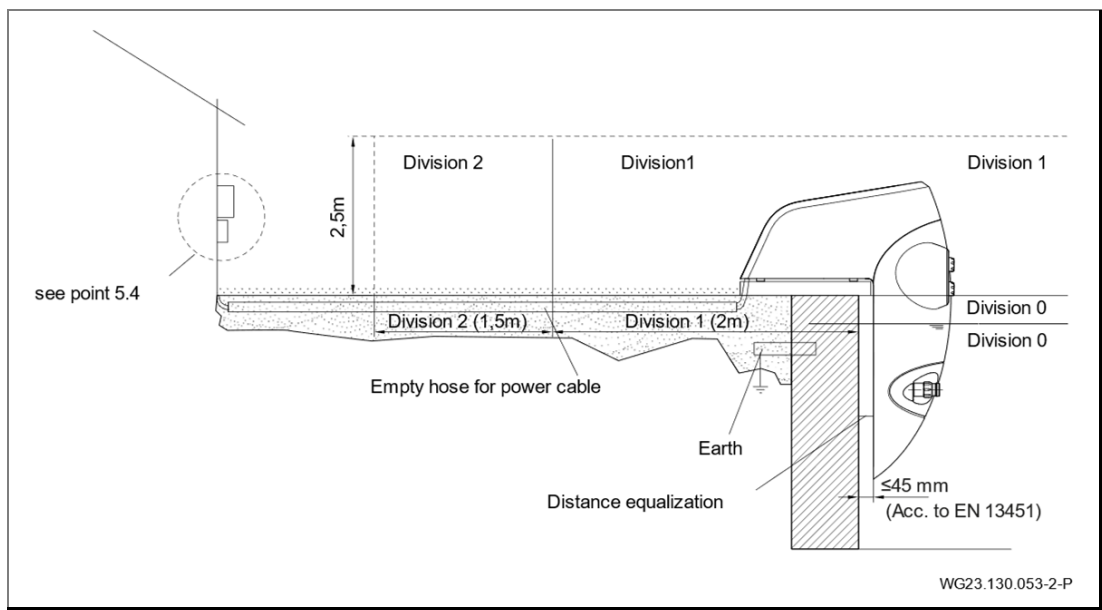 Division 2
Division1
Division 1
2,5m
see point 5.4
Division 2 (1,5m)
Division 1 (2m)
Division 0
Division 0
Empty hose for power cable
Earth
Distance equalization
≤45 mm
(Acc. to EN 13451)
WG23.130.053-2-P